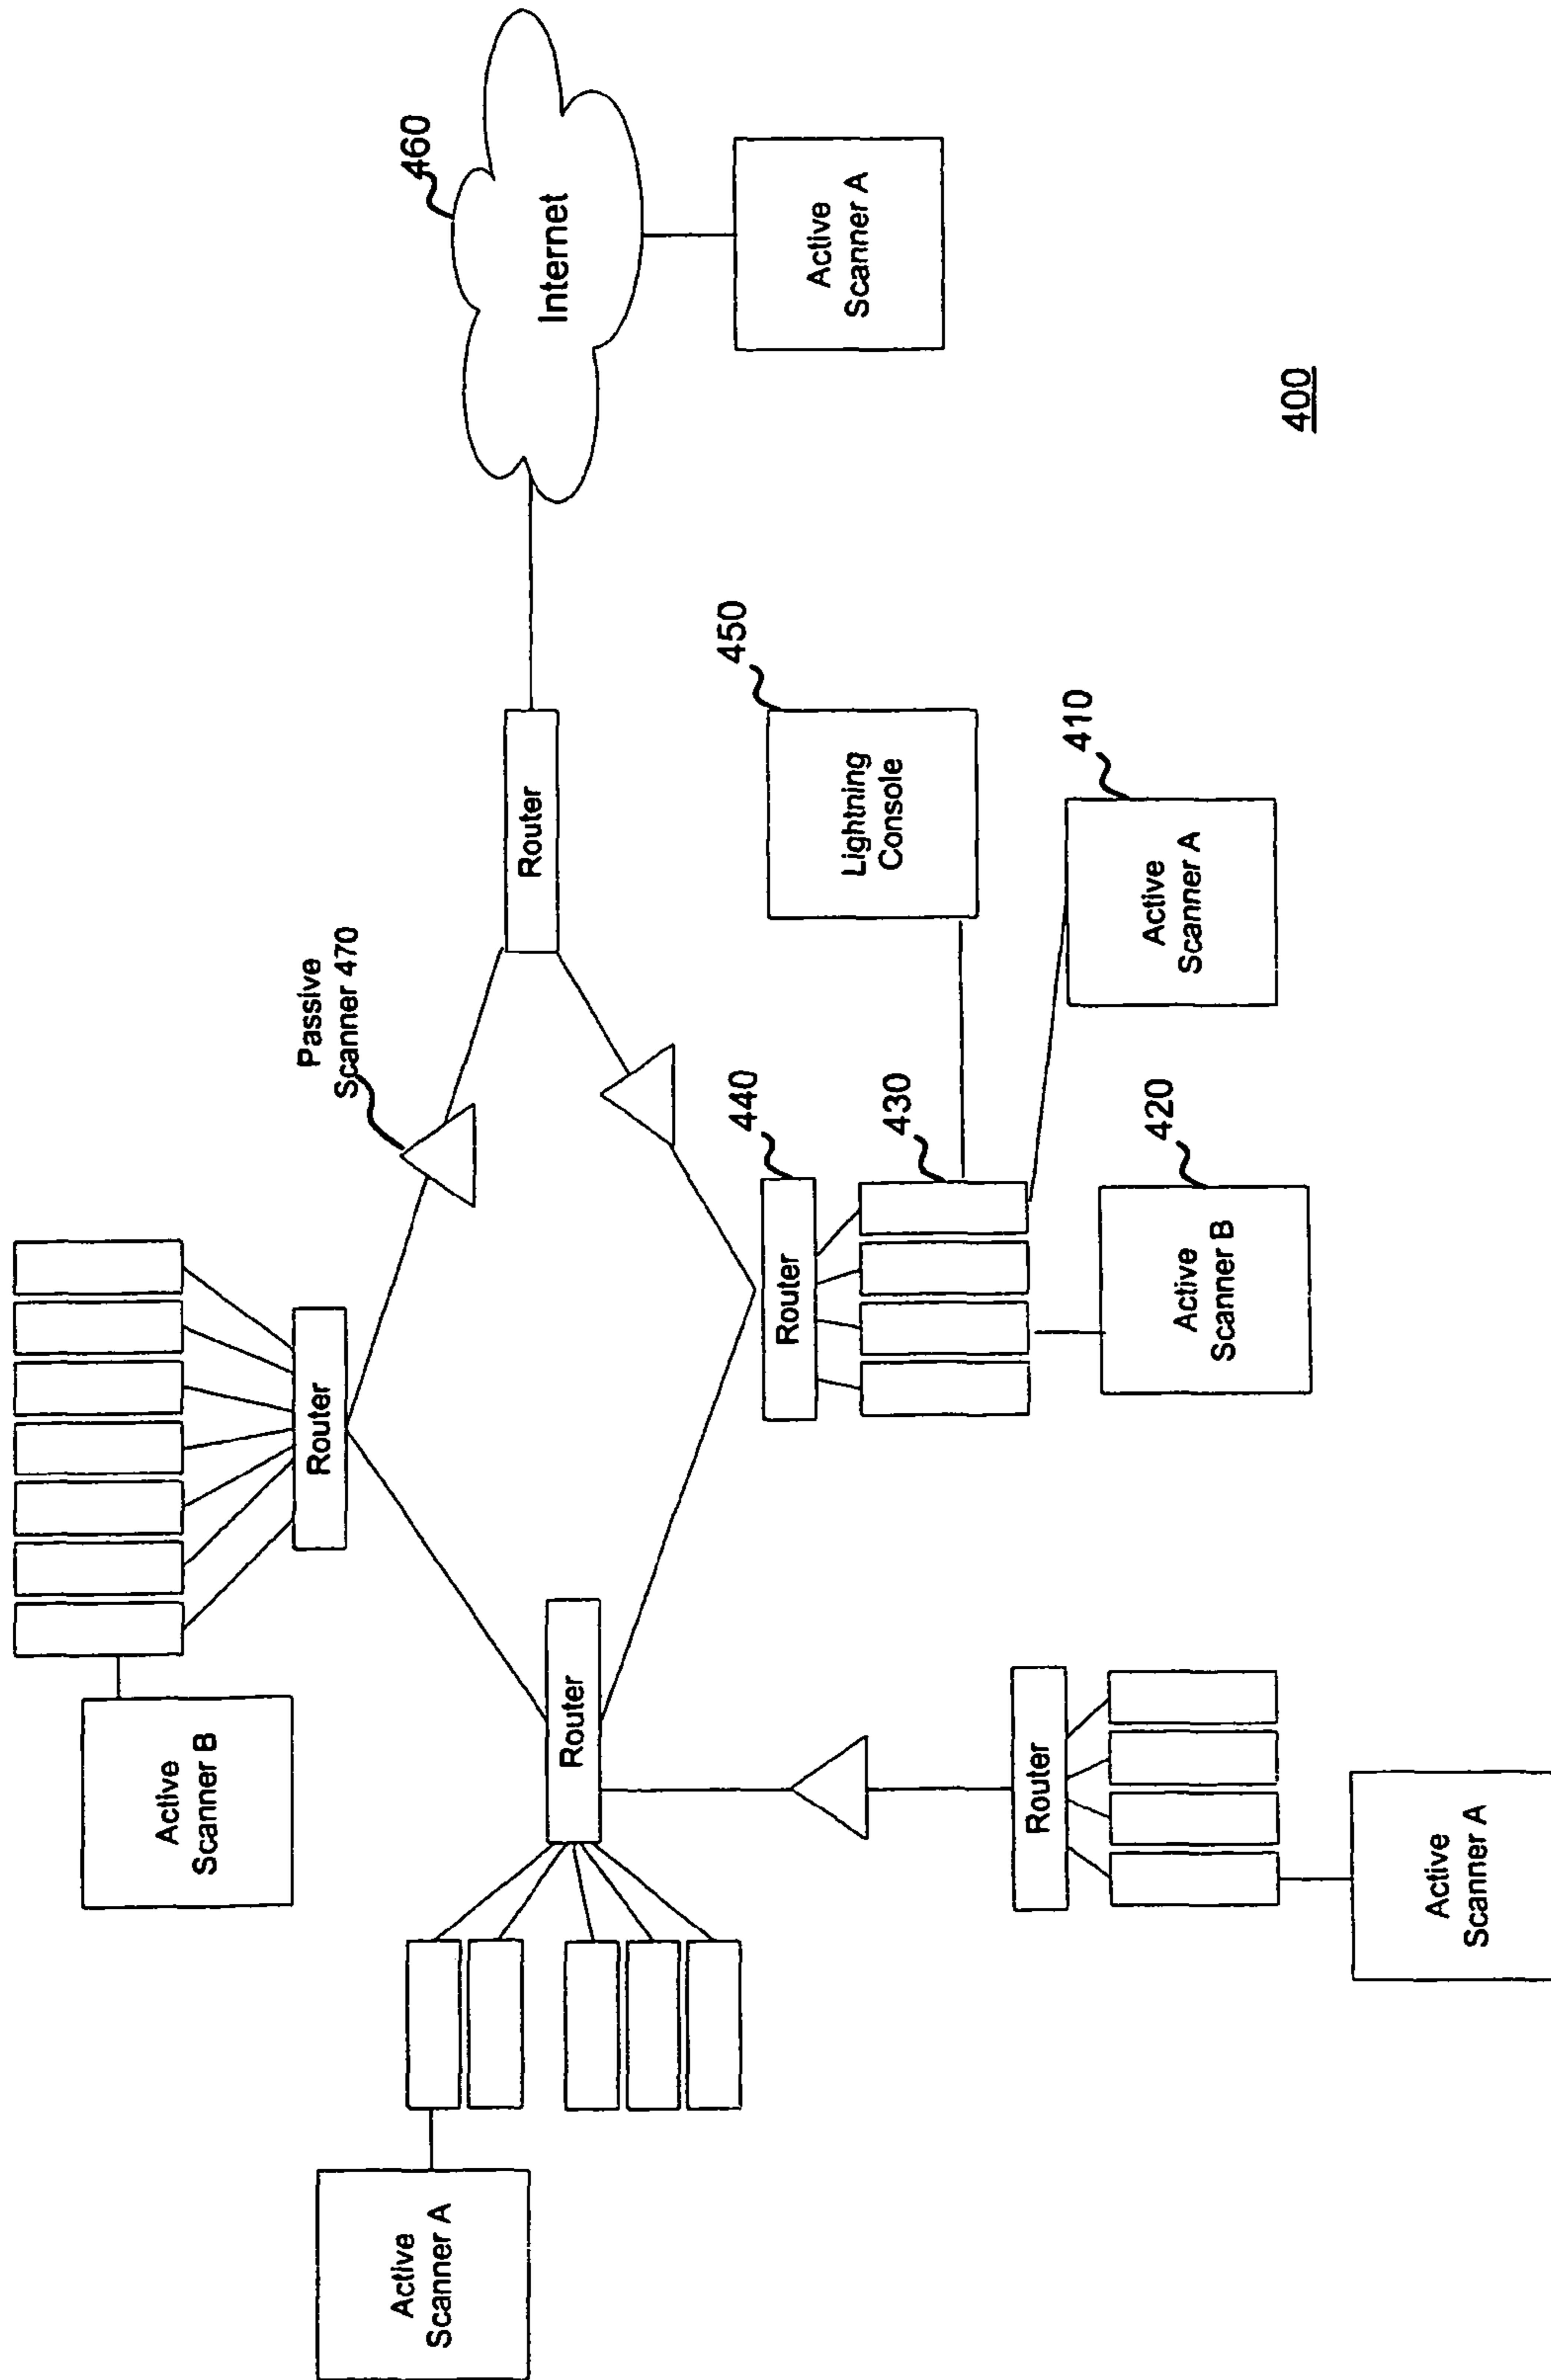 460
Internet
Active
Scanner A
400
Router
Passive
Scanner 470
450
Lightning
Console
410
Active
Scanner A
440
430
Router
420
Active
Scanner B
Router
Active
Scanner B
Router
Router
Active
Scanner A
Active
Scanner A